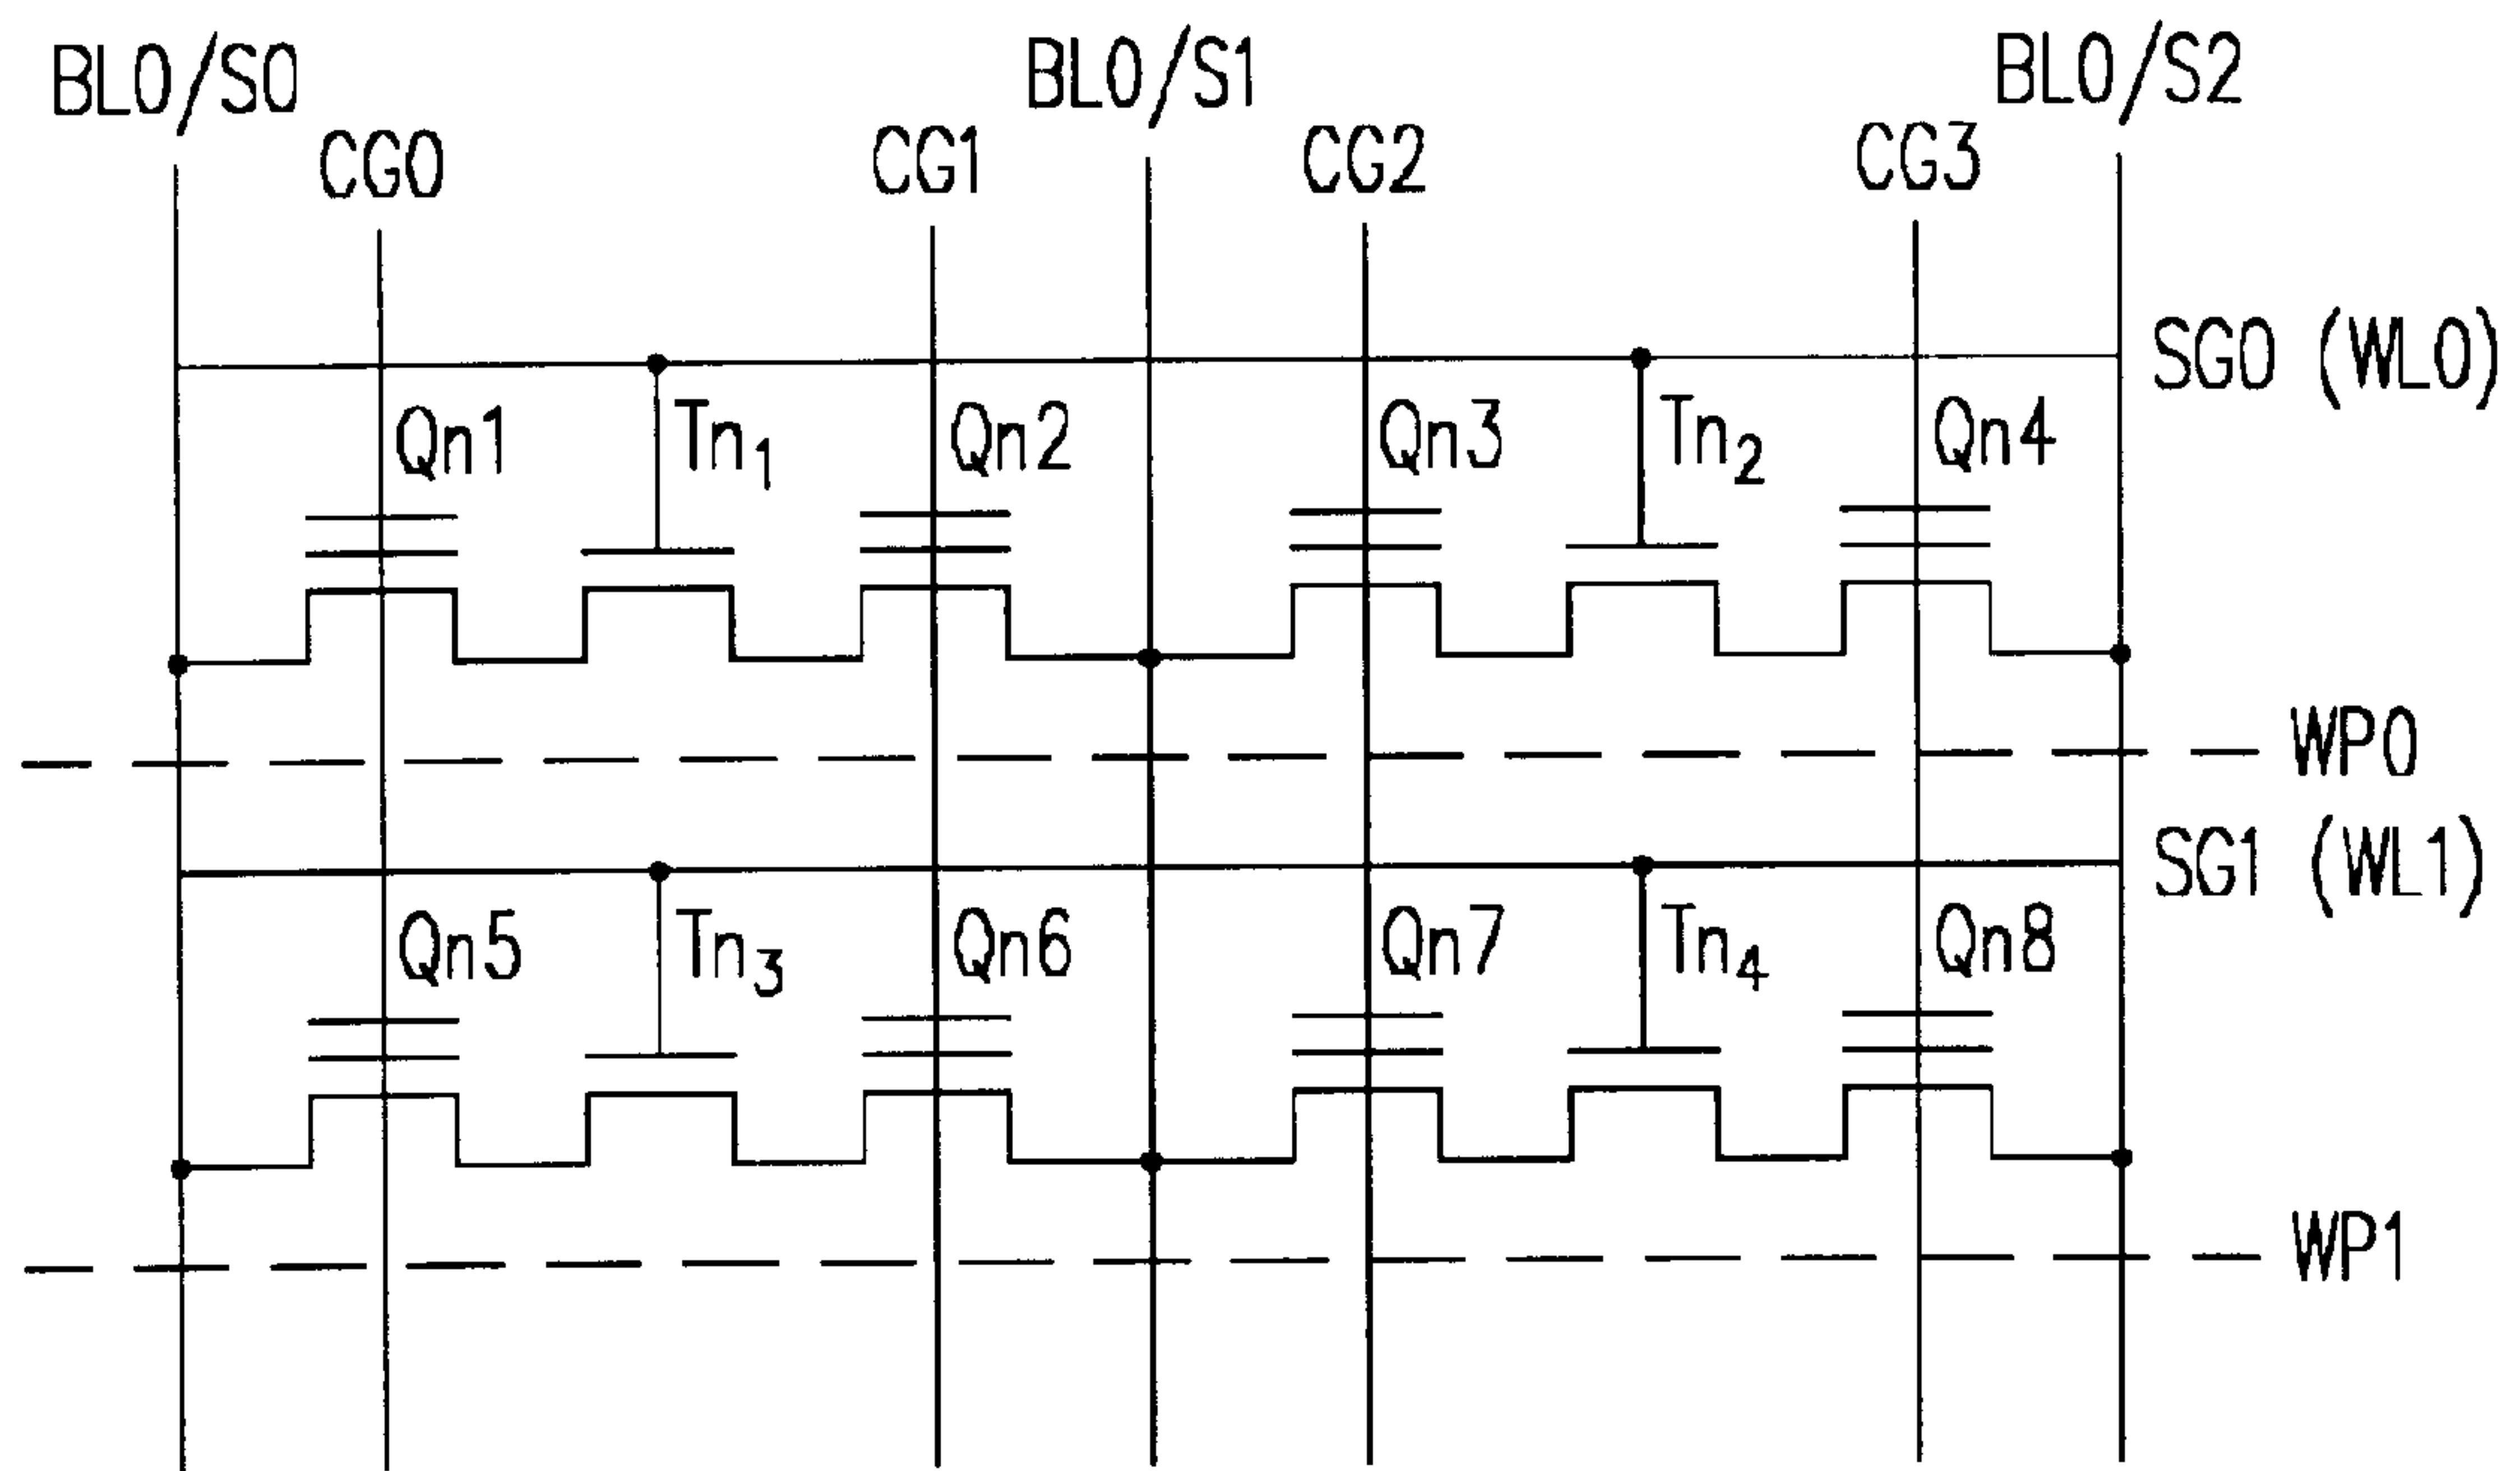 BL0/S0 BL0/S1 BL0/S2
CG0 CG1 CG2 CG3
SG0 (WL0)
Qn1 Tn1 Qn2 Qn3 Tn2 Qn4
WP0
SG1 (WL1)
Qn5 Tn3 Qn6 Qn7 Tn4 Qn8
WP1